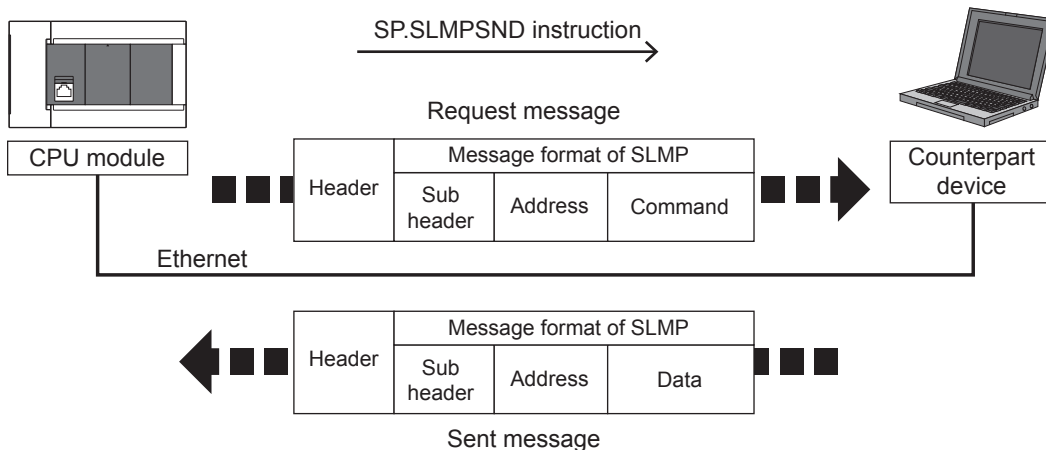 SP.SLMPSND instruction
Request message
CPU module
Counterpart
device
Header
Message format of SLMP
Sub
header
Address
Command
Ethernet
Header
Message format of SLMP
Sub
header
Address
Data
Sent message